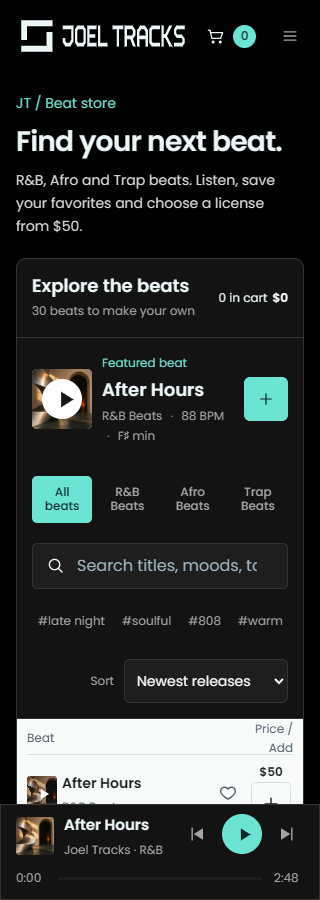 JOEL TRACKS
0
JT / Beat store
Find your next beat.
R&B, Afro and Trap beats. Listen, save
your favorites and choose a license
from $50.
Explore the beats
0 in cart $0
30 beats to make your own
Featured beat
After Hours
R&B Beats · 88 BPM
· F♯ min
+
All
beats
R&B
Beats
Afro
Beats
Trap
Beats
Search titles, moods, to
#late night #soulful #808 #warm
Sort
Newest releases
Beat
Price /
Add
After Hours
$50
After Hours
Joel Tracks · R&B
0:00
2:48